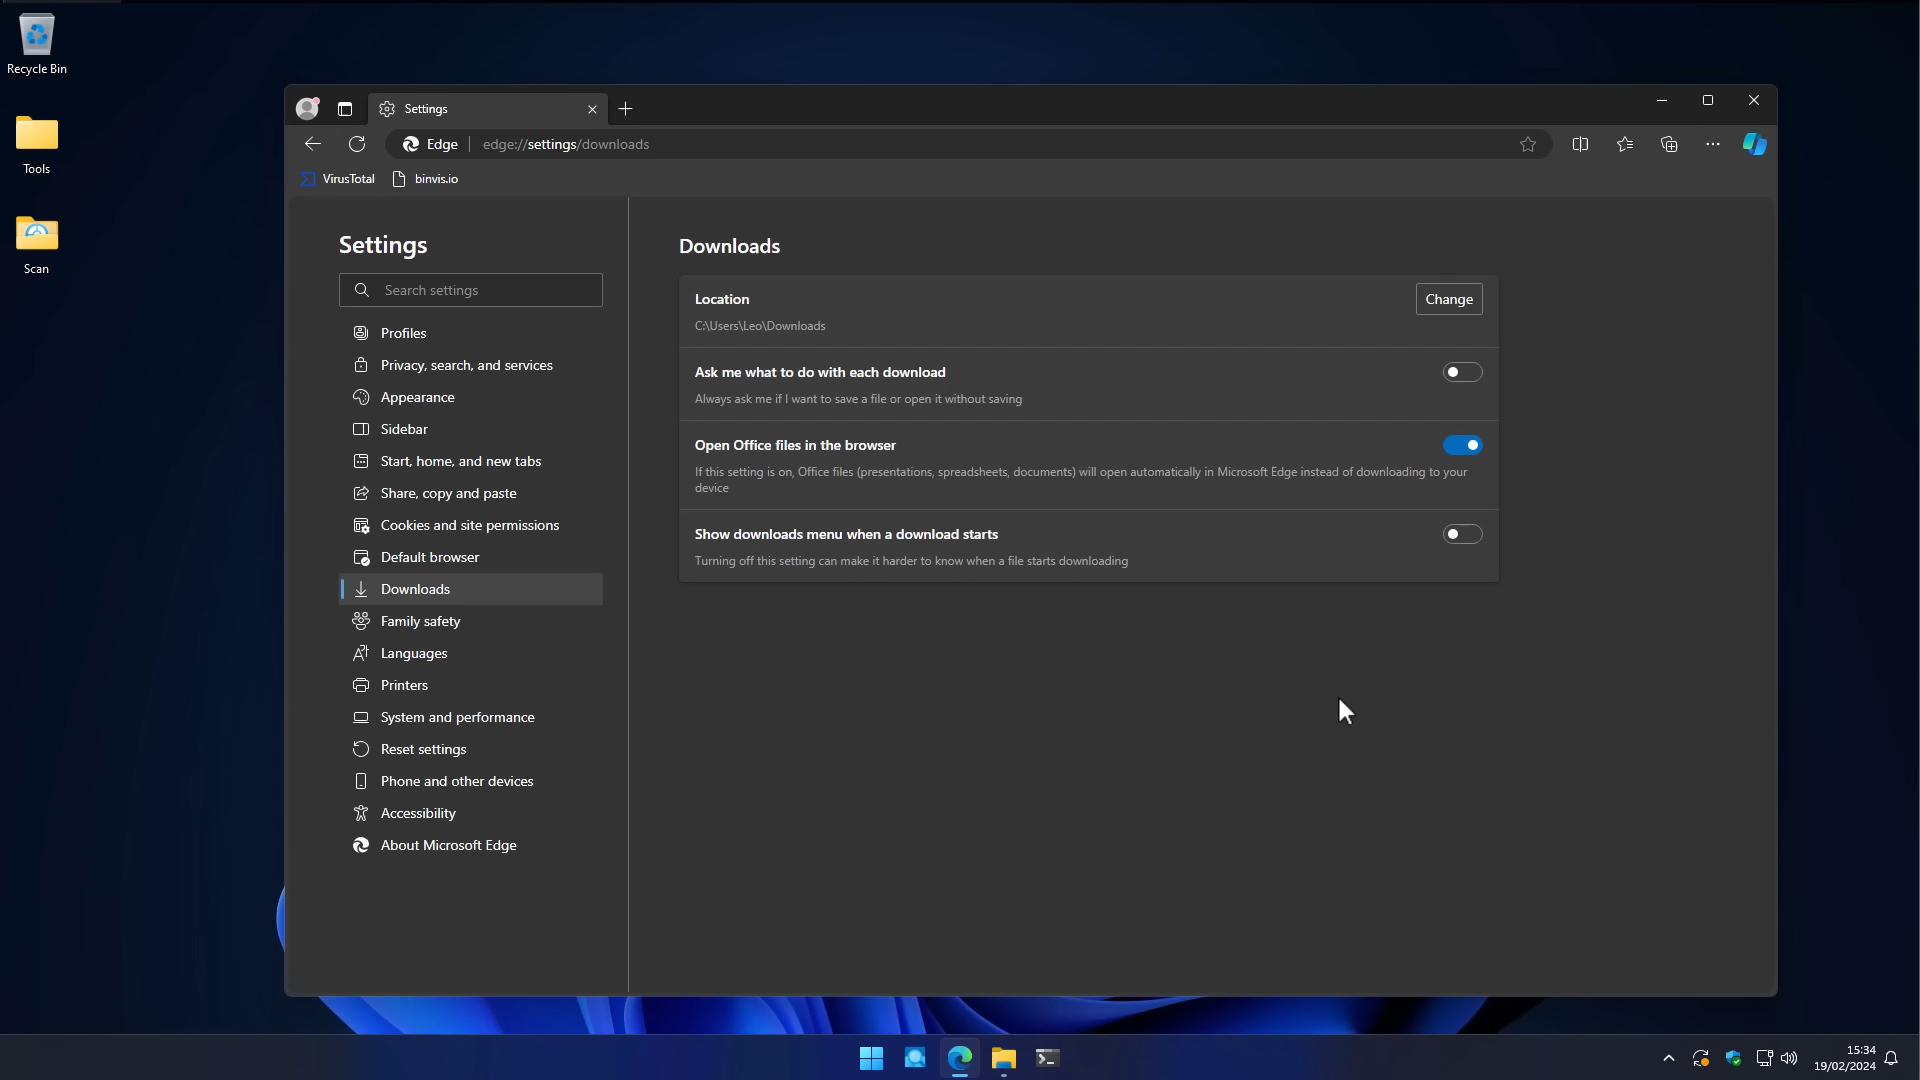 Recycle Bin
Tools
Scan
Settings
Edge
edge://settings/downloads
VirusTotal
binvis.io
Settings
Search settings
Profiles
Privacy, search, and services
Appearance
Sidebar
Start, home, and new tabs
Share, copy and paste
Cookies and site permissions
Default browser
Downloads
Family safety
Languages
Printers
System and performance
Reset settings
Phone and other devices
Accessibility
About Microsoft Edge
Downloads
Location
Change
C:\Users\Leo\Downloads
Ask me what to do with each download
Always ask me if I want to save a file or open it without saving
Open Office files in the browser
If this setting is on, Office files (presentations, spreadsheets, documents) will open automatically in Microsoft Edge instead of downloading to your
device
Show downloads menu when a download starts
Turning off this setting can make it harder to know when a file starts downloading
15:34
19/02/2024